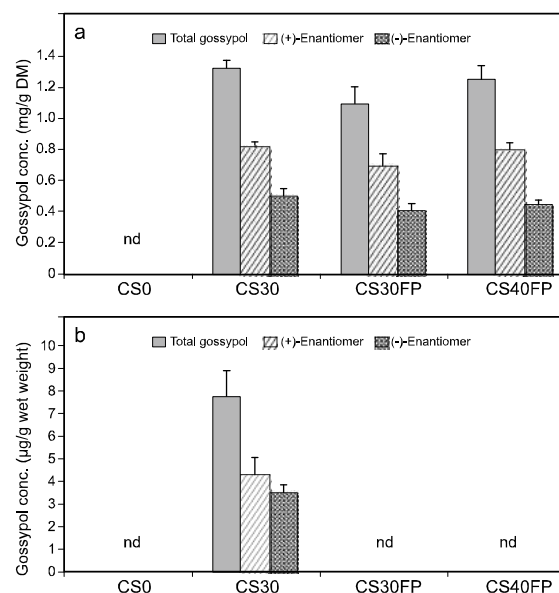 a
Total gossypol (+)-Enantiomer (-)-Enantiomer
Gossypol conc. (mg/g DM)
1.4
1.2
1.0
0.8
0.6
0.4
0.2
0
nd
CS0 CS30 CS30FP CS40FP
b
Total gossypol (+)-Enantiomer (-)-Enantiomer
Gossypol conc. (µg/g wet weight)
10
9
8
7
6
5
4
3
2
1
0
nd nd nd
CS0 CS30 CS30FP CS40FP